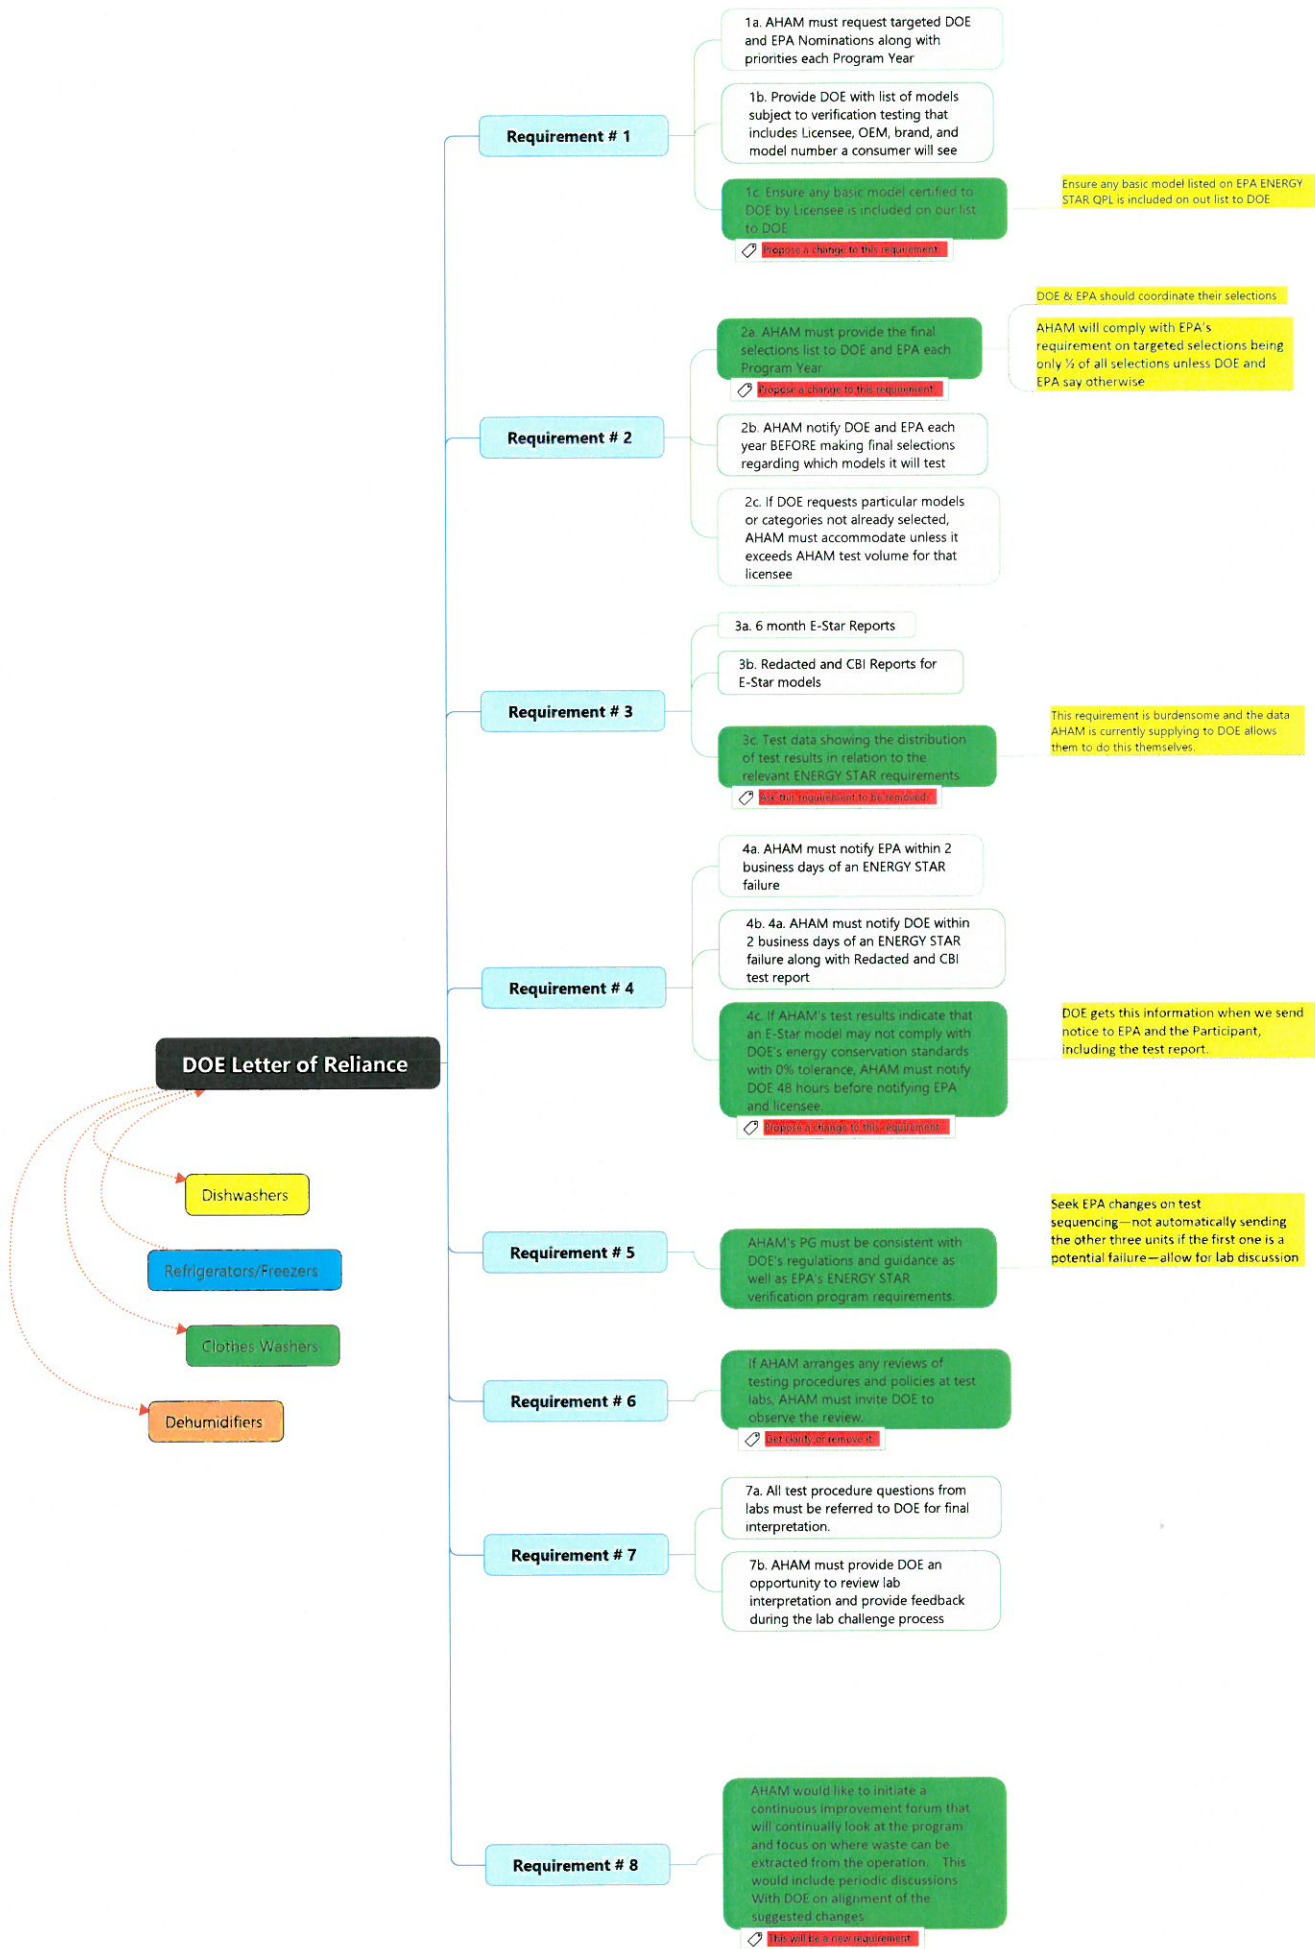 1a. AHAM must request targeted DOE
and EPA Nominations along with
priorities each Program Year
1b. Provide DOE with list of models
subject to verification testing that
includes Licensee, OEM, brand, and
model number a consumer will see
Requirement # 1
1c. Ensure any basic model certified to
DOE by Licensee is included on our list
to DOE
Propose a change to this requirement.
Ensure any basic model listed on EPA ENERGY
STAR QPL is included on out list to DOE
DOE & EPA should coordinate their selections
AHAM will comply with EPA's
requirement on targeted selections being
only ½ of all selections unless DOE and
EPA say otherwise
2a. AHAM must provide the final
selections list to DOE and EPA each
Program Year
Propose a change to this requirement.
Requirement # 2
2b. AHAM notify DOE and EPA each
year BEFORE making final selections
regarding which models it will test
2c. If DOE requests particular models
or categories not already selected,
AHAM must accommodate unless it
exceeds AHAM test volume for that
licensee
3a. 6 month E-Star Reports
3b. Redacted and CBI Reports for
E-Star models
Requirement # 3
3c. Test data showing the distribution
of test results in relation to the
relevant ENERGY STAR requirements
Ask this requirement to be removed.
This requirement is burdensome and the data
AHAM is currently supplying to DOE allows
them to do this themselves.
4a. AHAM must notify EPA within 2
business days of an ENERGY STAR
failure
4b. 4a. AHAM must notify DOE within
2 business days of an ENERGY STAR
failure along with Redacted and CBI
test report
Requirement # 4
4c. If AHAM's test results indicate that
an E-Star model may not comply with
DOE's energy conservation standards
with 0% tolerance, AHAM must notify
DOE 48 hours before notifying EPA
and licensee.
Propose a change to this requirement.
DOE gets this information when we send
notice to EPA and the Participant,
including the test report.
DOE Letter of Reliance
Dishwashers
Refrigerators/Freezers
Clothes Washers
Dehumidifiers
Requirement # 5
AHAM's PG must be consistent with
DOE's regulations and guidance as
well as EPA's ENERGY STAR
verification program requirements.
Seek EPA changes on test
sequencing—not automatically sending
the other three units if the first one is a
potential failure—allow for lab discussion
Requirement # 6
If AHAM arranges any reviews of
testing procedures and policies at test
labs, AHAM must invite DOE to
observe the review.
Get clarity or remove it
Requirement # 7
7a. All test procedure questions from
labs must be referred to DOE for final
interpretation.
7b. AHAM must provide DOE an
opportunity to review lab
interpretation and provide feedback
during the lab challenge process
Requirement # 8
AHAM would like to initiate a
continuous improvement forum that
will continually look at the program
and focus on where waste can be
extracted from the operation. This
would include periodic discussions
With DOE on alignment of the
suggested changes
This will be a new requirement